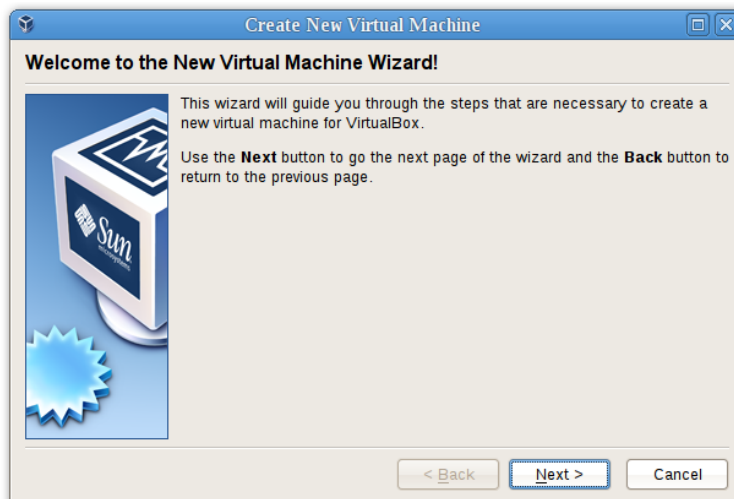 Create New Virtual Machine
Welcome to the New Virtual Machine Wizard!
This wizard will guide you through the steps that are necessary to create a
new virtual machine for VirtualBox.
Use the Next button to go the next page of the wizard and the Back button to
return to the previous page.
Sun
microsystems
< Back
Next >
Cancel